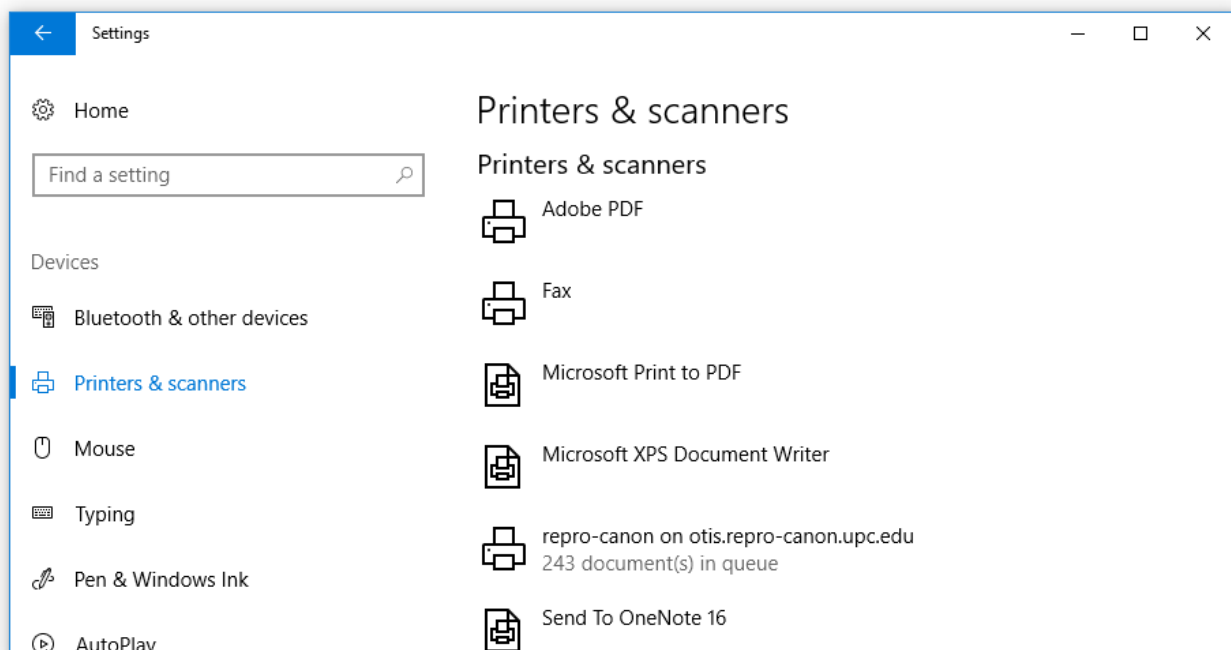 Settings
Home
Find a setting
Devices
Bluetooth & other devices
Printers & scanners
Mouse
Typing
Pen & Windows Ink
AutoPlay
Printers & scanners
Printers & scanners
Adobe PDF
Fax
Microsoft Print to PDF
Microsoft XPS Document Writer
repro-canon on otis.repro-canon.upc.edu
243 document(s) in queue
Send To OneNote 16